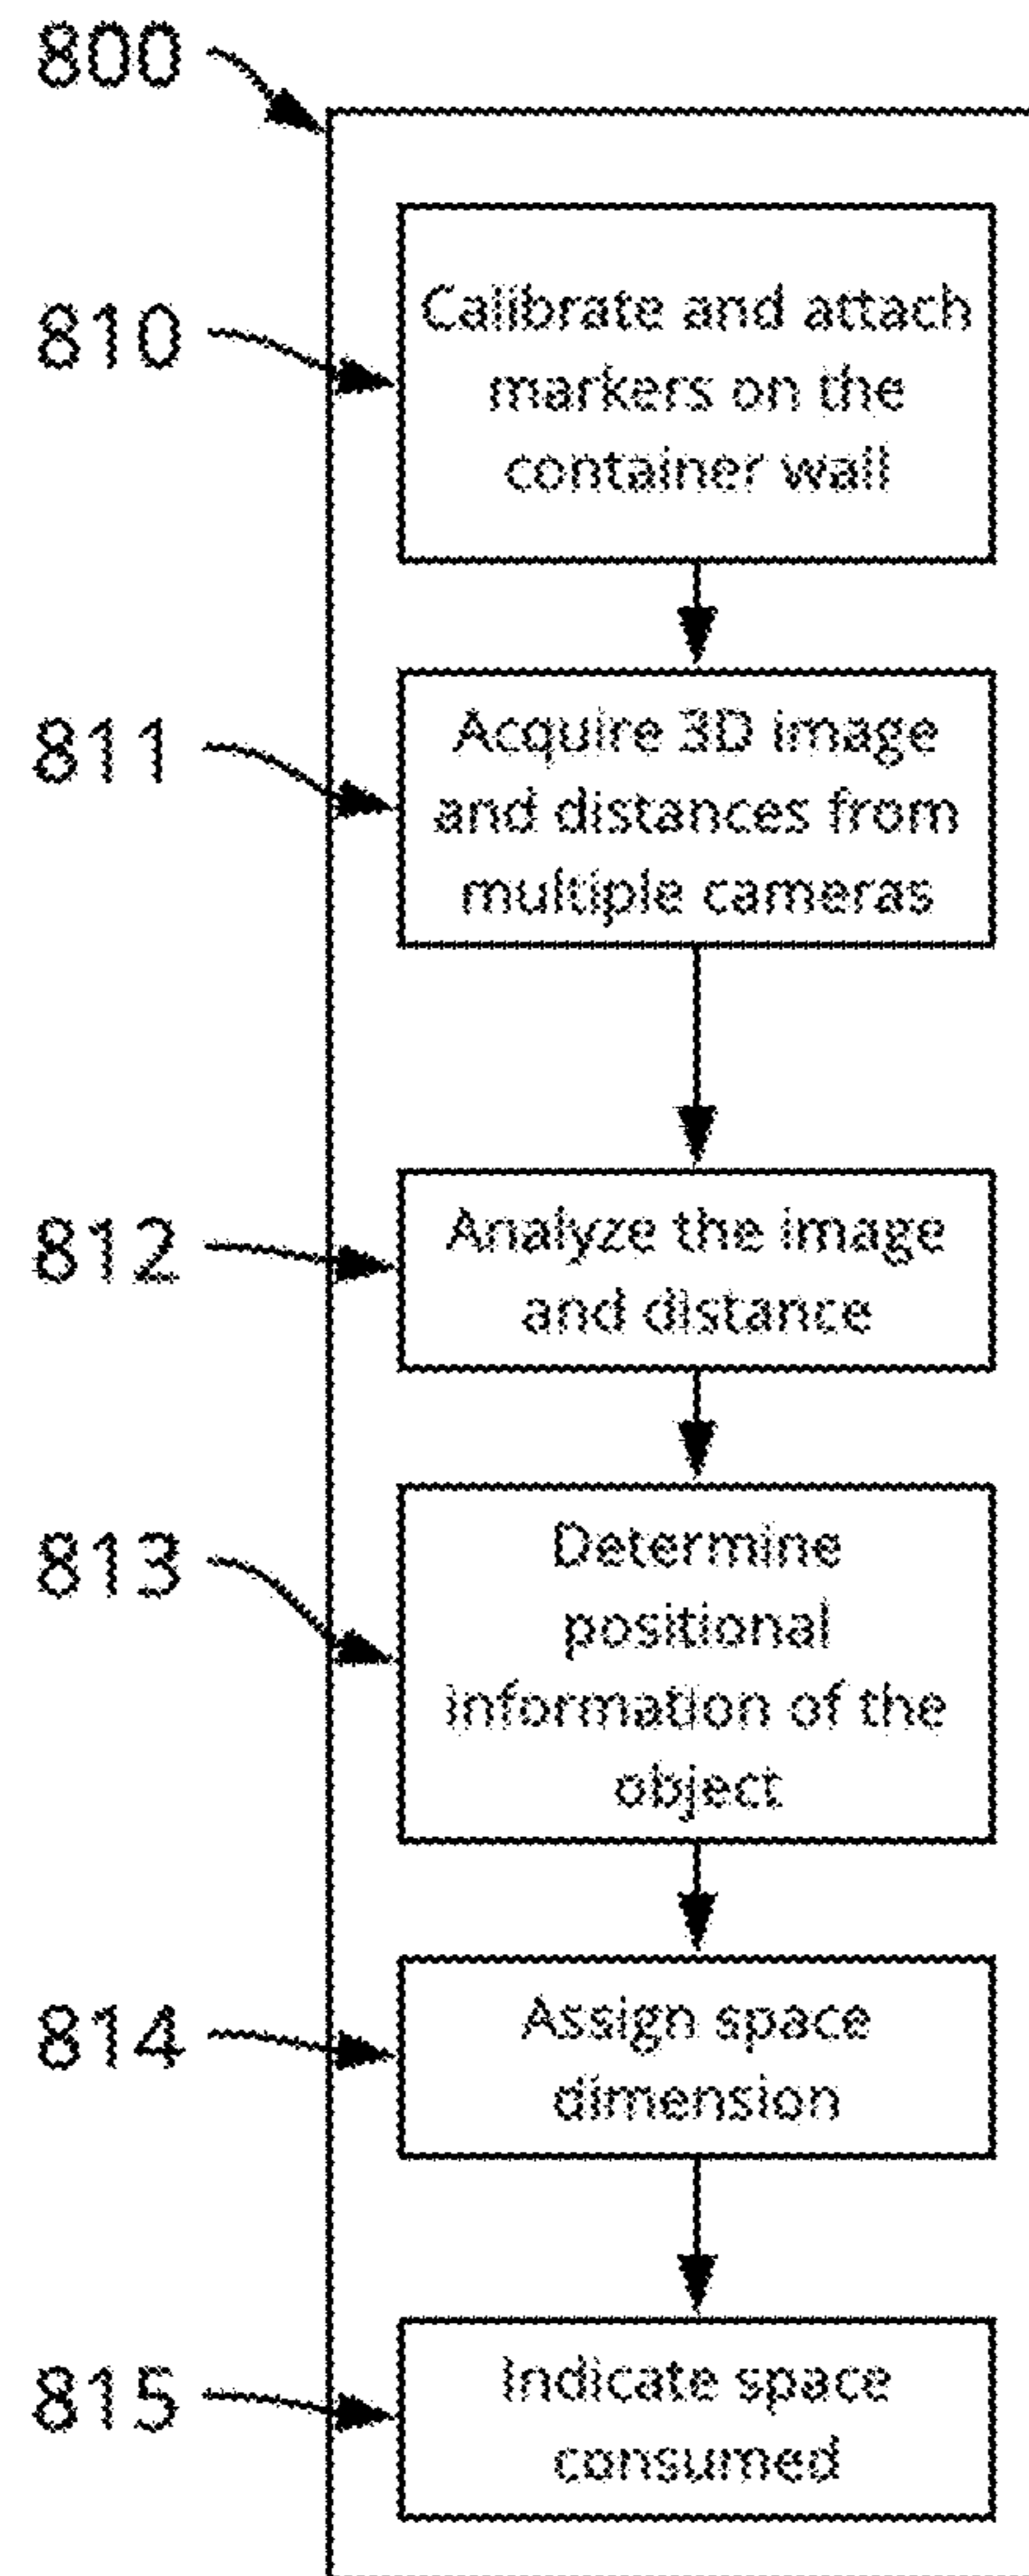 800
810
Calibrate and attach
markers on the
container wall
811
Acquire 3D image
and distances from
multiple cameras
812
Analyze the image
and distance
813
Determine
positional
information of the
object
814
Assign space
dimension
815
Indicate space
consumed